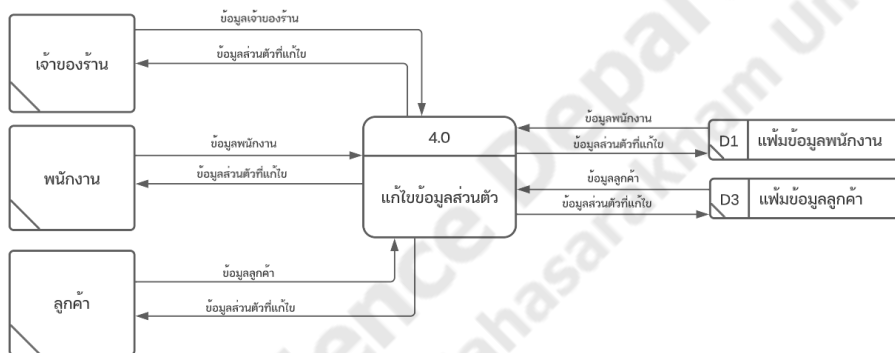 ข้อมูลเจ้าของร้าน
เจ้าของร้าน
ข้อมูลส่วนตัวที่แก้ไข
ข้อมูลพนักงาน
4.0
ข้อมูลพนักงาน
D1 แฟ้มข้อมูลพนักงาน
ข้อมูลส่วนตัวที่แก้ไข
พนักงาน
ข้อมูลส่วนตัวที่แก้ไข
แก้ไขข้อมูลส่วนตัว
ข้อมูลลูกค้า
D3 แฟ้มข้อมูลลูกค้า
ข้อมูลส่วนตัวที่แก้ไข
ข้อมูลลูกค้า
ลูกค้า
ข้อมูลส่วนตัวที่แก้ไข